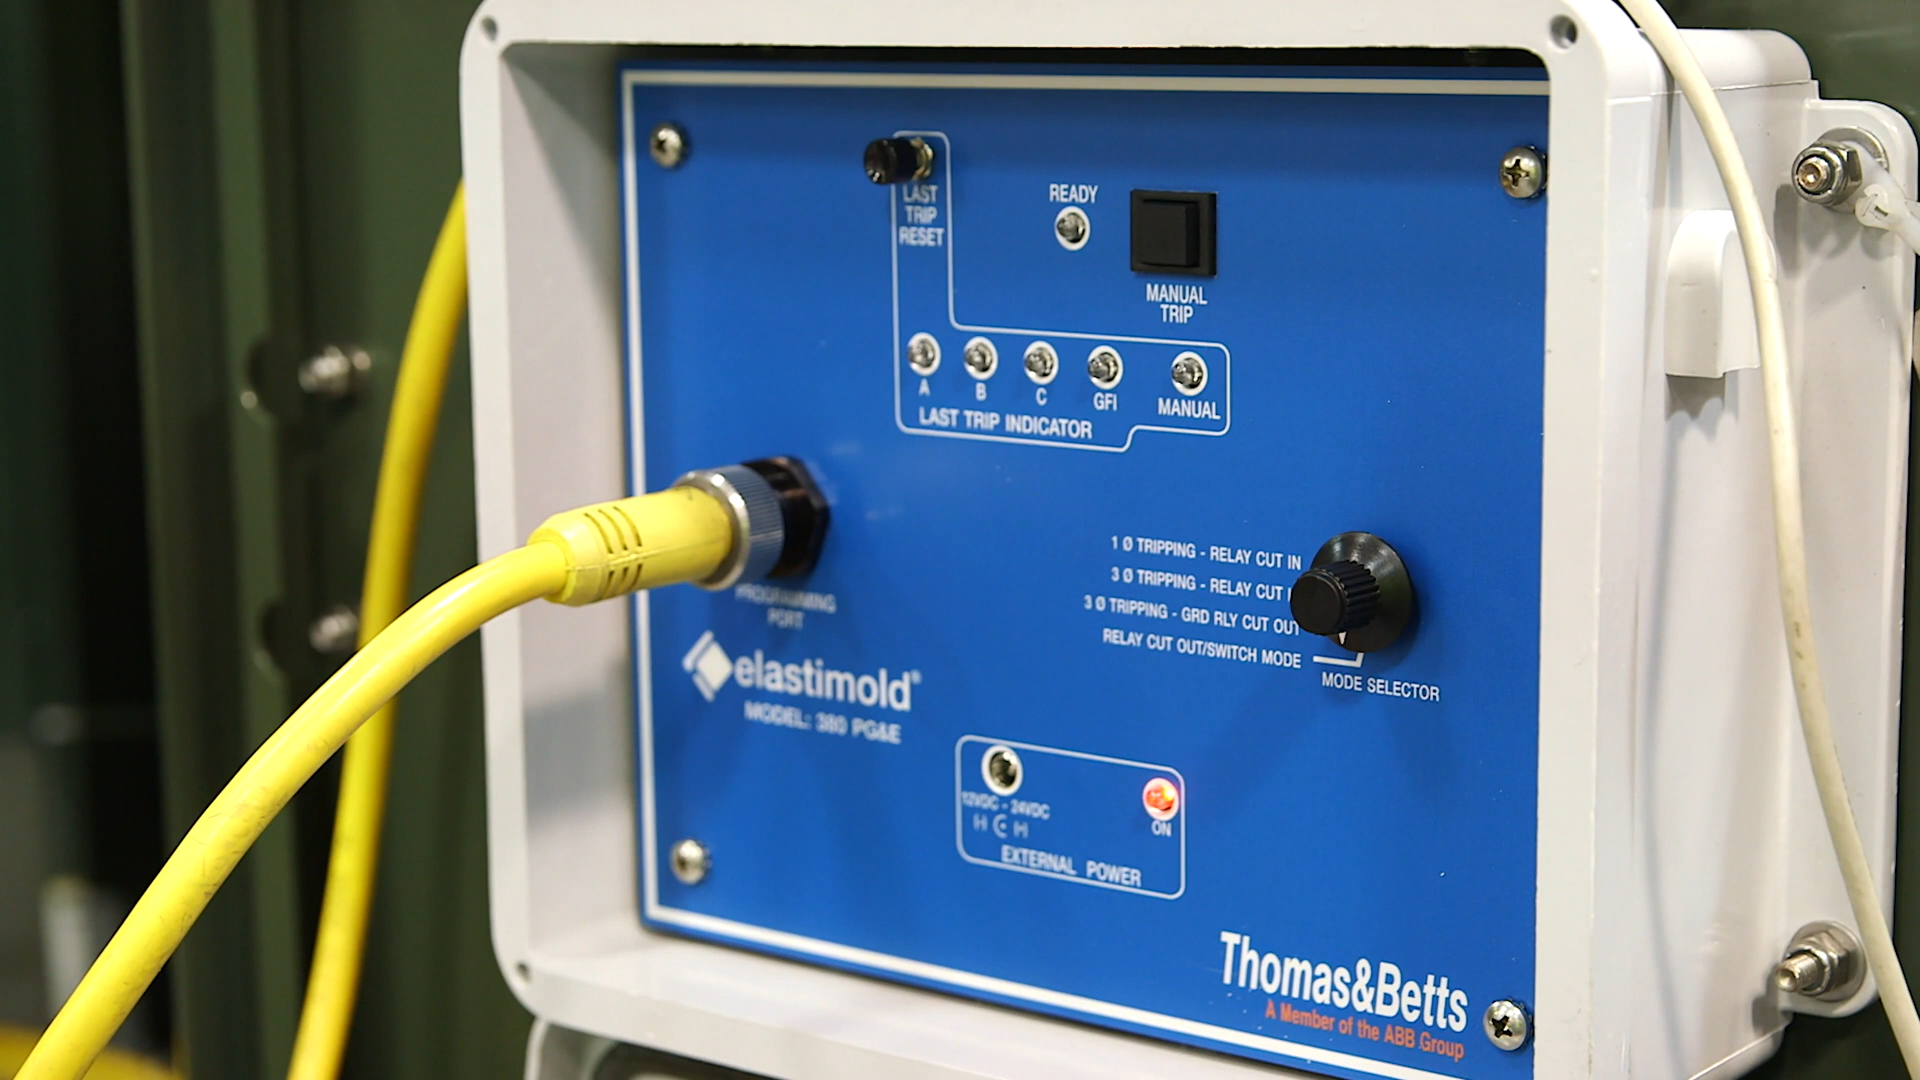 LAST
TRIP
RESET
READY
MANUAL
TRIP
A B C GFI MANUAL
LAST TRIP INDICATOR
1 Ø TRIPPING - RELAY CUT IN
3 Ø TRIPPING - RELAY CUT
3 Ø TRIPPING - GRD RLY CUT OUT
RELAY CUT OUT/SWITCH MODE
MODE SELECTOR
PROGRAMMING
PORT
elastimold®
MODEL: 380 PG&E
12VDC - 24VDC
ON
EXTERNAL POWER
Thomas&Betts
A Member of the ABB Group